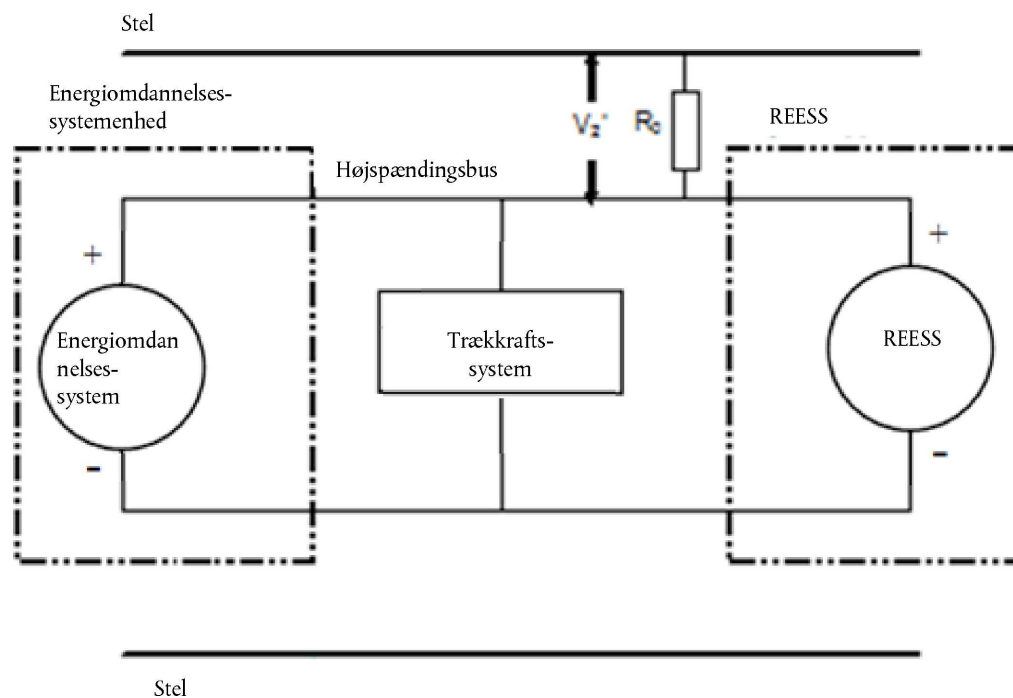 Stel
Energiomdannelses-
systemenhed
V₂'
R₀
REESS
Højspændingsbus
+
+
Energiomdan
nelses-
system
Trækkrafts-
system
REESS
-
-
Stel